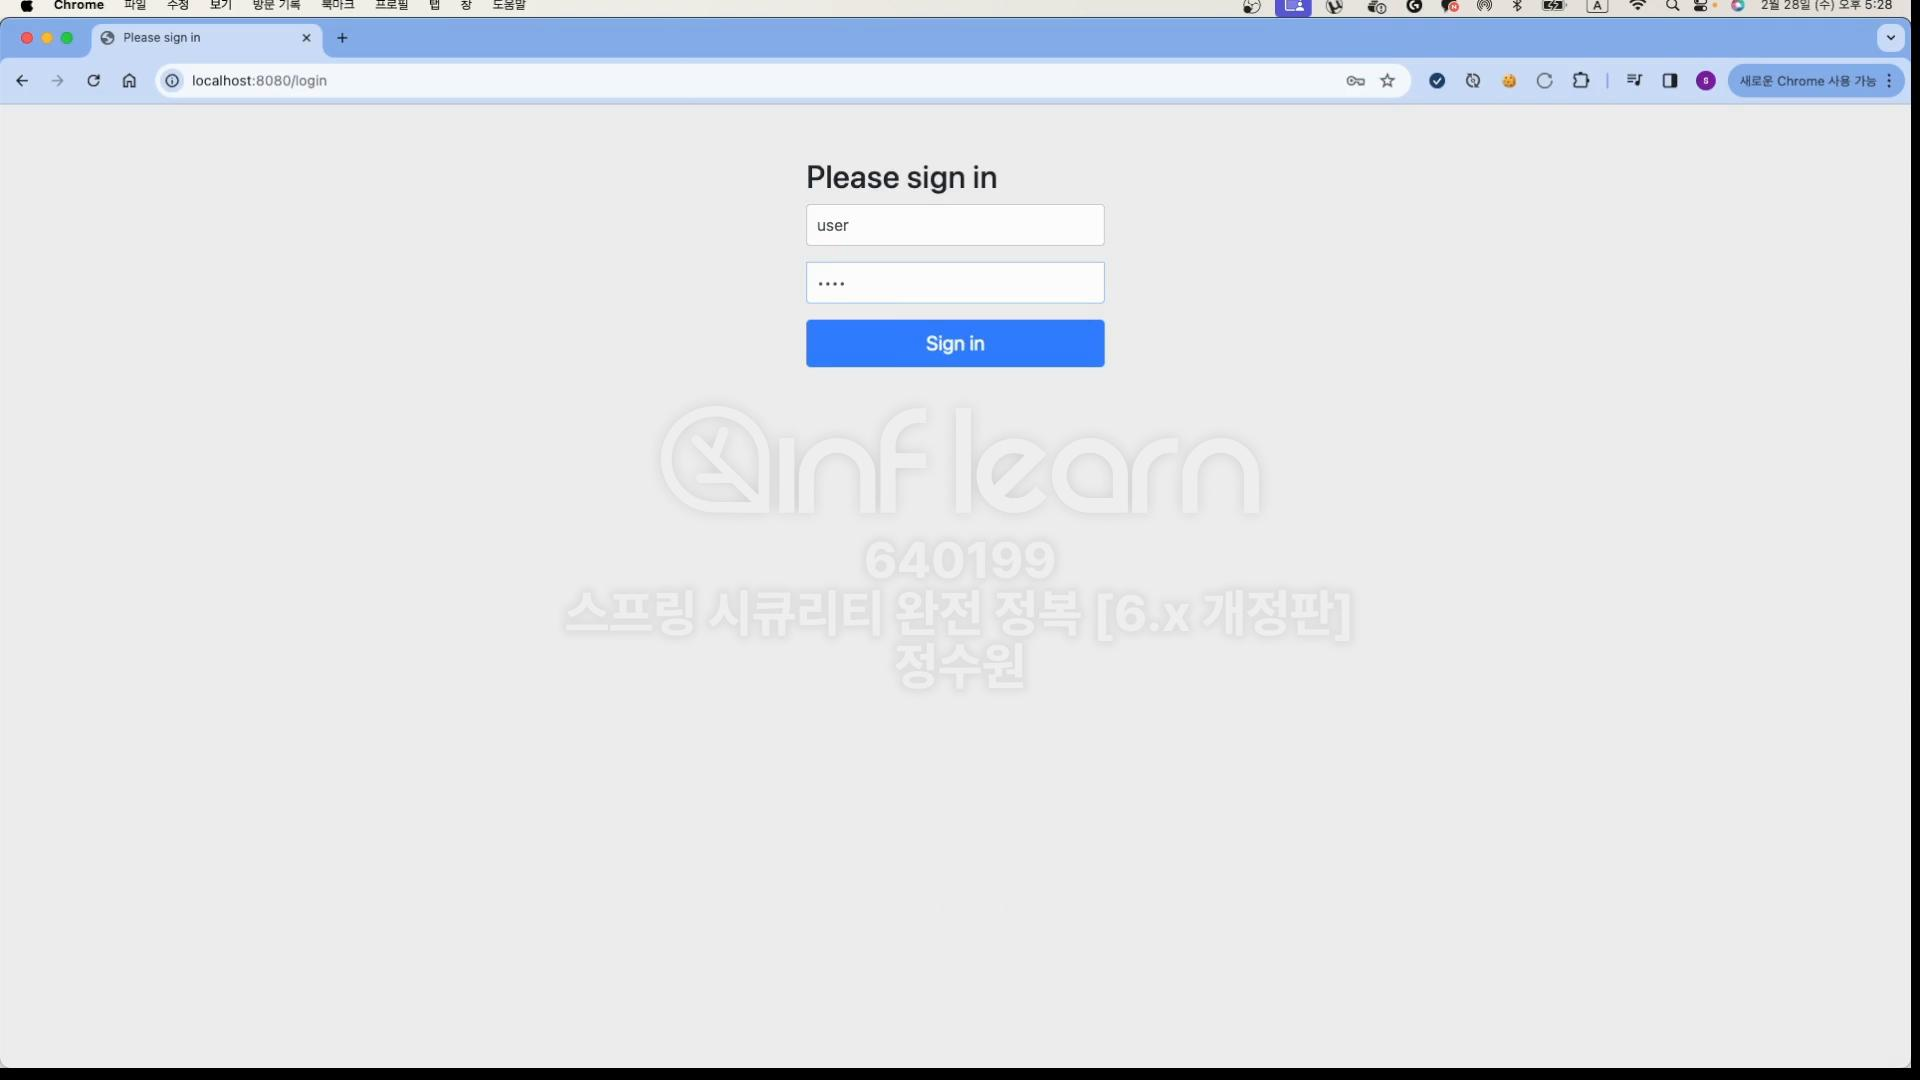 Chrome 파일 수정 보기 방문 기록 북마크 프로필 탭 창 도움말 A 2월 28일 (수) 오후 5:28
Please sign in
localhost:8080/login 새로운 Chrome 사용 가능
Please sign in
user
••••
Sign in
inflearn
640199
스프링 시큐리티 완전 정복 [6.x 개정판]
정수원